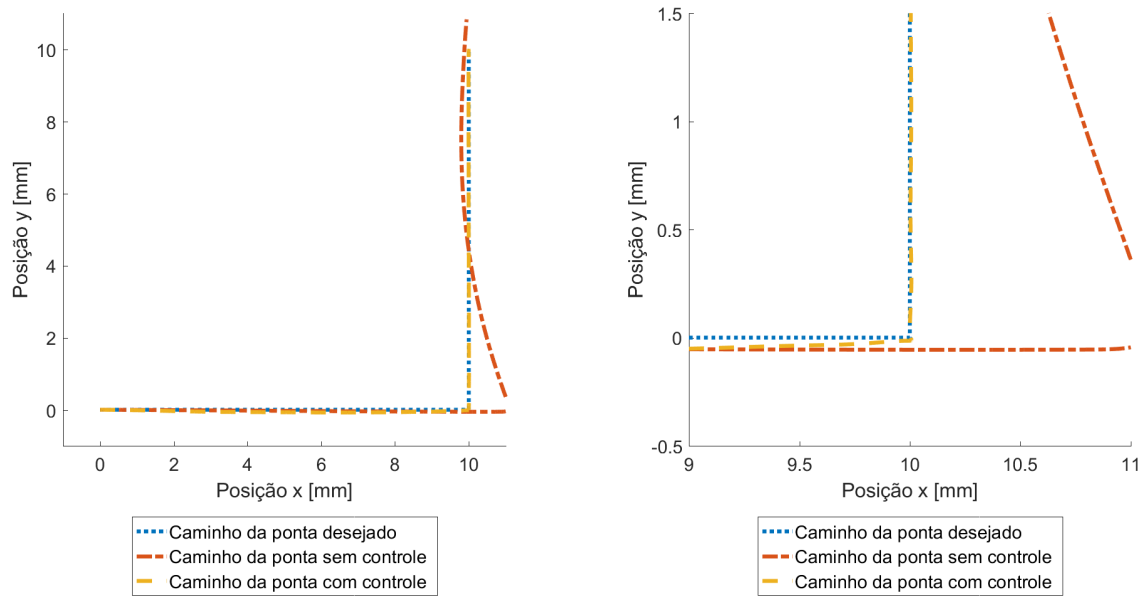 10
8
6
4
2
0
Posição y [mm]
0 2 4 6 8 10
Posição x [mm]
Caminho da ponta desejado
Caminho da ponta sem controle
Caminho da ponta com controle
1.5
1
0.5
0
-0.5
Posição y [mm]
9 9.5 10 10.5 11
Posição x [mm]
Caminho da ponta desejado
Caminho da ponta sem controle
Caminho da ponta com controle